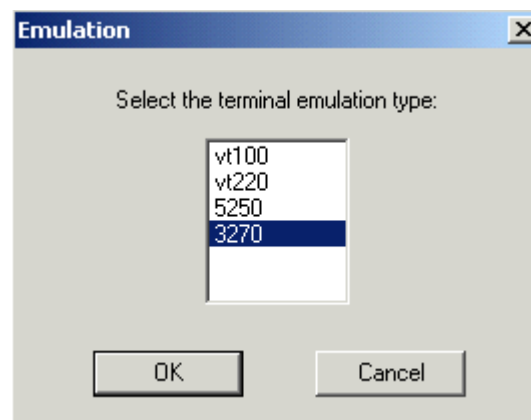 Emulation
Select the terminal emulation type:
vt100
vt220
5250
3270
OK
Cancel